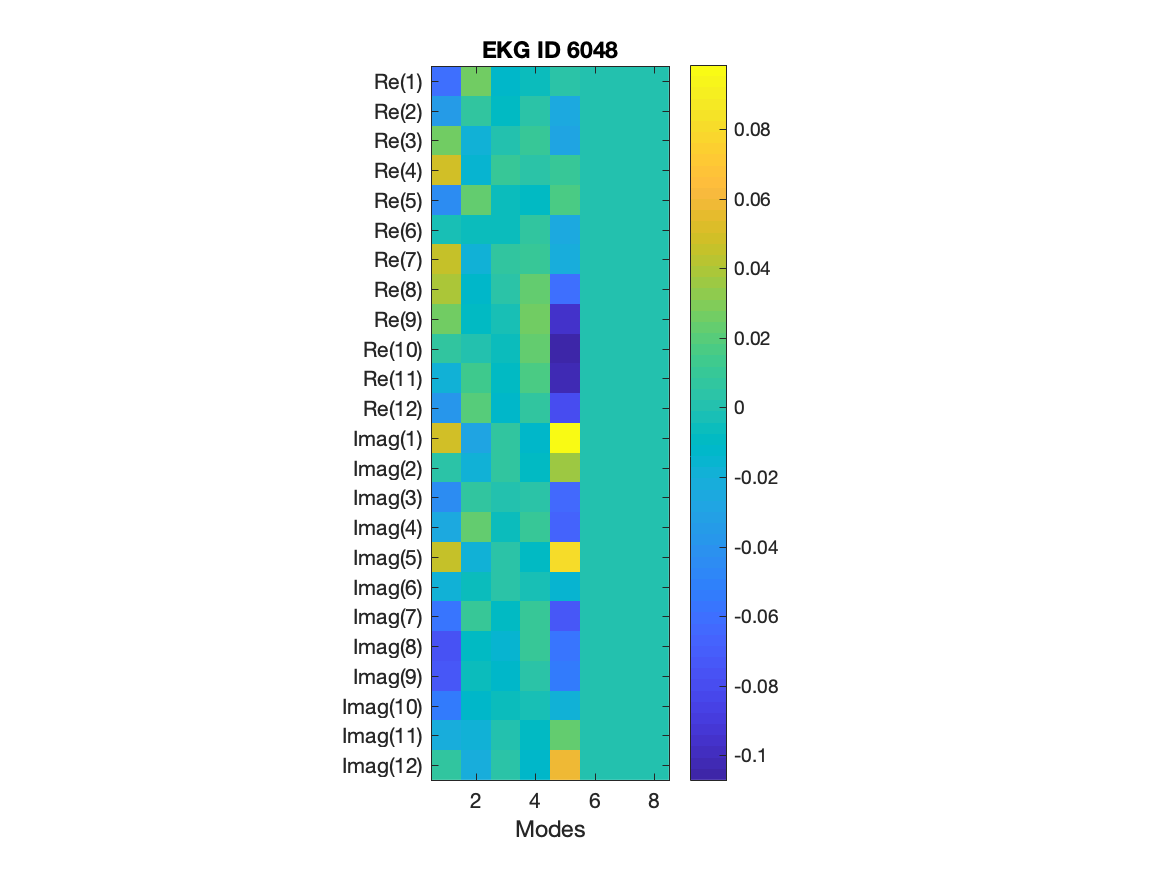 EKG ID 6048
Re(1)
Re(2)
Re(3)
Re(4)
Re(5)
Re(6)
Re(7)
Re(8)
Re(9)
Re(10)
Re(11)
Re(12)
Imag(1)
Imag(2)
Imag(3)
Imag(4)
Imag(5)
Imag(6)
Imag(7)
Imag(8)
Imag(9)
Imag(10)
Imag(11)
Imag(12)
2 4 6 8
Modes
0.08
0.06
0.04
0.02
0
-0.02
-0.04
-0.06
-0.08
-0.1